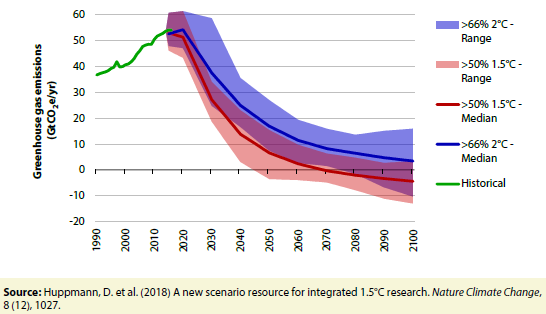 Greenhouse gas emissions
(GtCO2e/yr)
60
50
40
30
20
10
0
-10
-20
1990
2000
2010
2020
2030
2040
2050
2060
2070
2080
2090
2100
>66% 2°C -
Range
>50% 1.5°C -
Range
>50% 1.5°C -
Median
>66% 2°C -
Median
Historical
Source: Huppmann, D. et al. (2018) A new scenario resource for integrated 1.5°C research. Nature Climate Change,
8 (12), 1027.